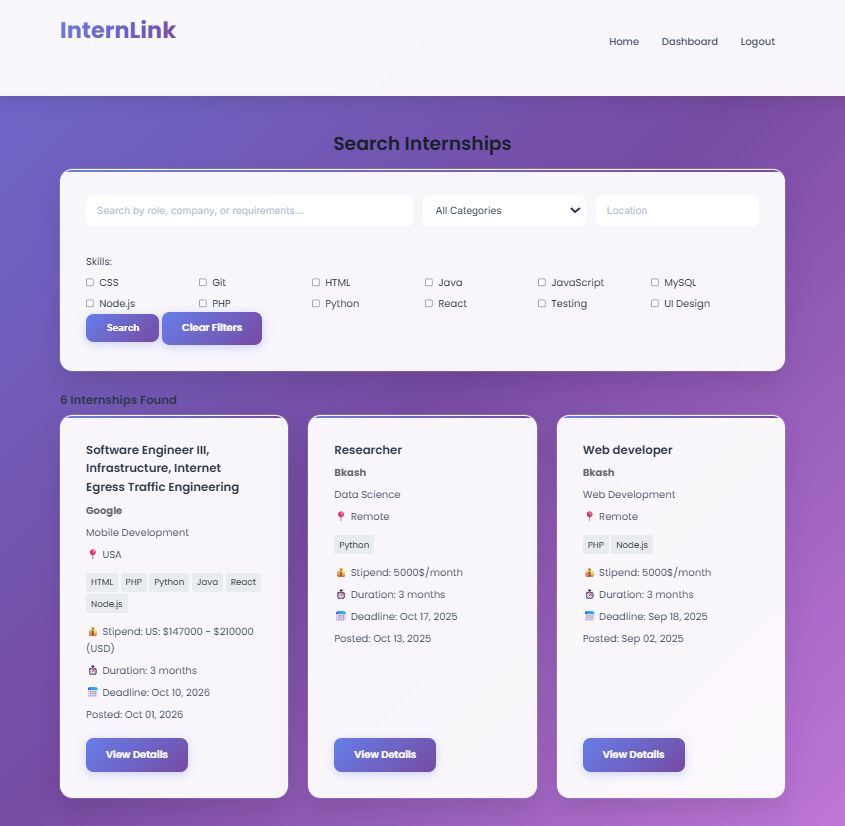 InternLink
Home Dashboard Logout
Search Internships
Search by role, company, or requirements...
All Categories
Location
Skills:
CSS Git HTML Java JavaScript MySQL
Node.js PHP Python React Testing UI Design
Search Clear Filters
6 Internships Found
Software Engineer III,
Infrastructure, Internet
Egress Traffic Engineering
Google
Mobile Development
USA
HTML PHP Python Java React
Node.js
Stipend: US: $147000 - $210000
(USD)
Duration: 3 months
Deadline: Oct 10, 2026
Posted: Oct 01, 2026
View Details
Researcher
Bkash
Data Science
Remote
Python
Stipend: 5000$/month
Duration: 3 months
Deadline: Oct 17, 2025
Posted: Oct 13, 2025
View Details
Web developer
Bkash
Web Development
Remote
PHP Node.js
Stipend: 5000$/month
Duration: 3 months
Deadline: Sep 18, 2025
Posted: Sep 02, 2025
View Details